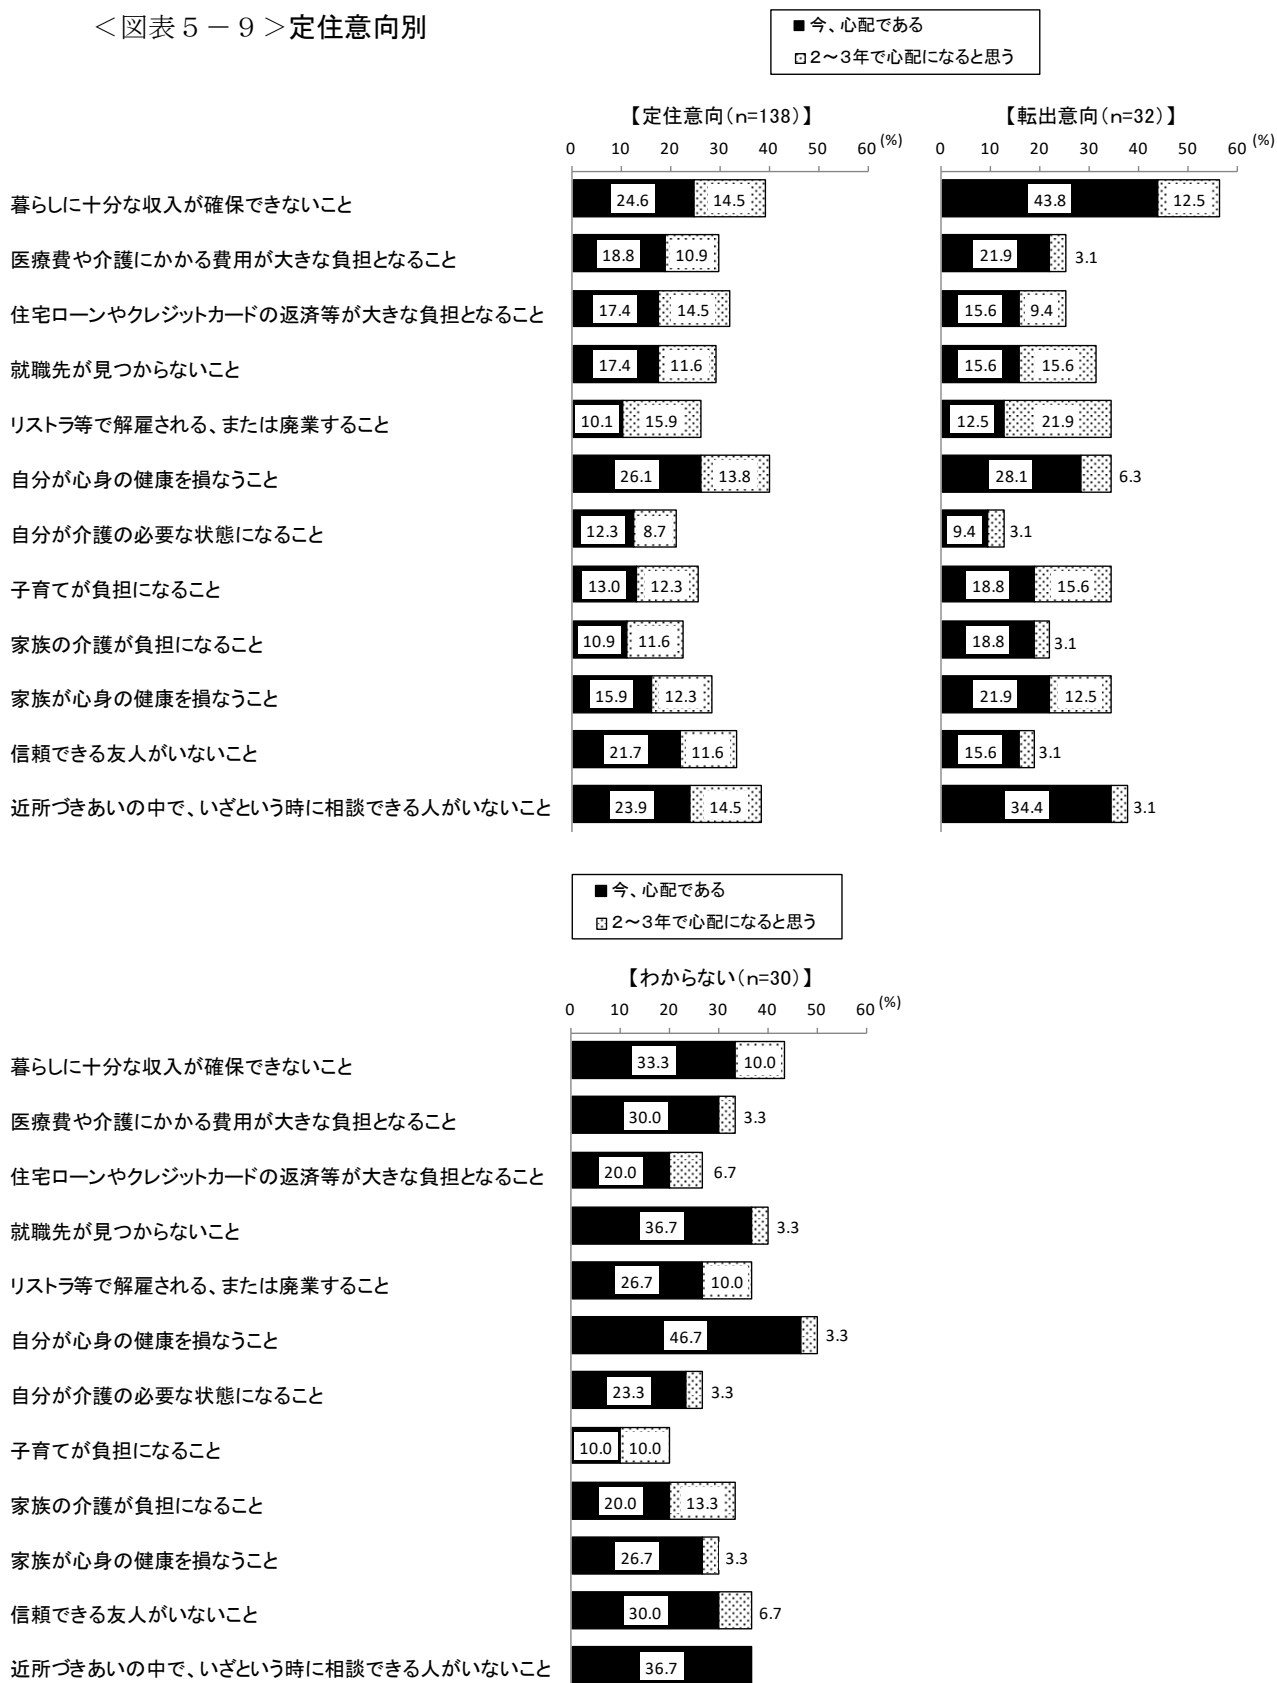 ＜図表５－９＞定住意向別
■今、心配である
２～３年で心配になると思う
【定住意向(n=138)】
【転出意向(n=32)】
0 10 20 30 40 50 60 (%)
0 10 20 30 40 50 60 (%)
暮らしに十分な収入が確保できないこと 24.6 14.5 43.8 12.5
医療費や介護にかかる費用が大きな負担となること 18.8 10.9 21.9 3.1
住宅ローンやクレジットカードの返済等が大きな負担となること 17.4 14.5 15.6 9.4
就職先が見つからないこと 17.4 11.6 15.6 15.6
リストラ等で解雇される、または廃業すること 10.1 15.9 12.5 21.9
自分が心身の健康を損なうこと 26.1 13.8 28.1 6.3
自分が介護の必要な状態になること 12.3 8.7 9.4 3.1
子育てが負担になること 13.0 12.3 18.8 15.6
家族の介護が負担になること 10.9 11.6 18.8 3.1
家族が心身の健康を損なうこと 15.9 12.3 21.9 12.5
信頼できる友人がいないこと 21.7 11.6 15.6 3.1
近所づきあいの中で、いざという時に相談できる人がいないこと 23.9 14.5 34.4 3.1
■今、心配である
２～３年で心配になると思う
【わからない(n=30)】
0 10 20 30 40 50 60 (%)
暮らしに十分な収入が確保できないこと 33.3 10.0
医療費や介護にかかる費用が大きな負担となること 30.0 3.3
住宅ローンやクレジットカードの返済等が大きな負担となること 20.0 6.7
就職先が見つからないこと 36.7 3.3
リストラ等で解雇される、または廃業すること 26.7 10.0
自分が心身の健康を損なうこと 46.7 3.3
自分が介護の必要な状態になること 23.3 3.3
子育てが負担になること 10.0 10.0
家族の介護が負担になること 20.0 13.3
家族が心身の健康を損なうこと 26.7 3.3
信頼できる友人がいないこと 30.0 6.7
近所づきあいの中で、いざという時に相談できる人がいないこと 36.7